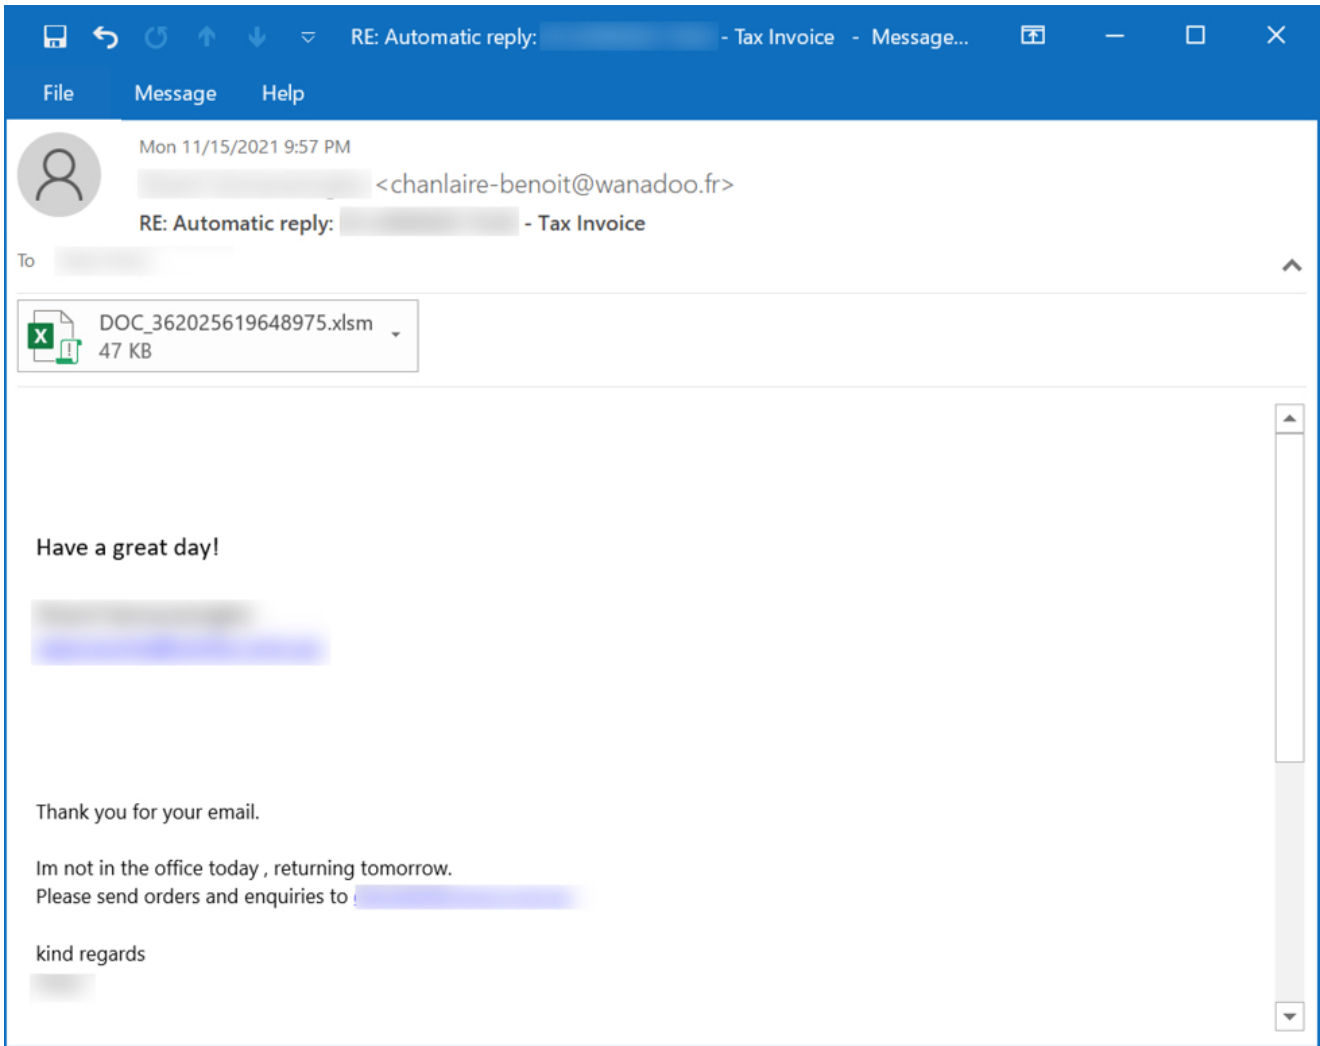 RE: Automatic reply: - Tax Invoice - Message...
File Message Help
Mon 11/15/2021 9:57 PM
<chanlaire-benoit@wanadoo.fr>
RE: Automatic reply: - Tax Invoice
To
DOC_362025619648975.xlsm
47 KB
Have a great day!
Thank you for your email.
Im not in the office today , returning tomorrow.
Please send orders and enquiries to
kind regards